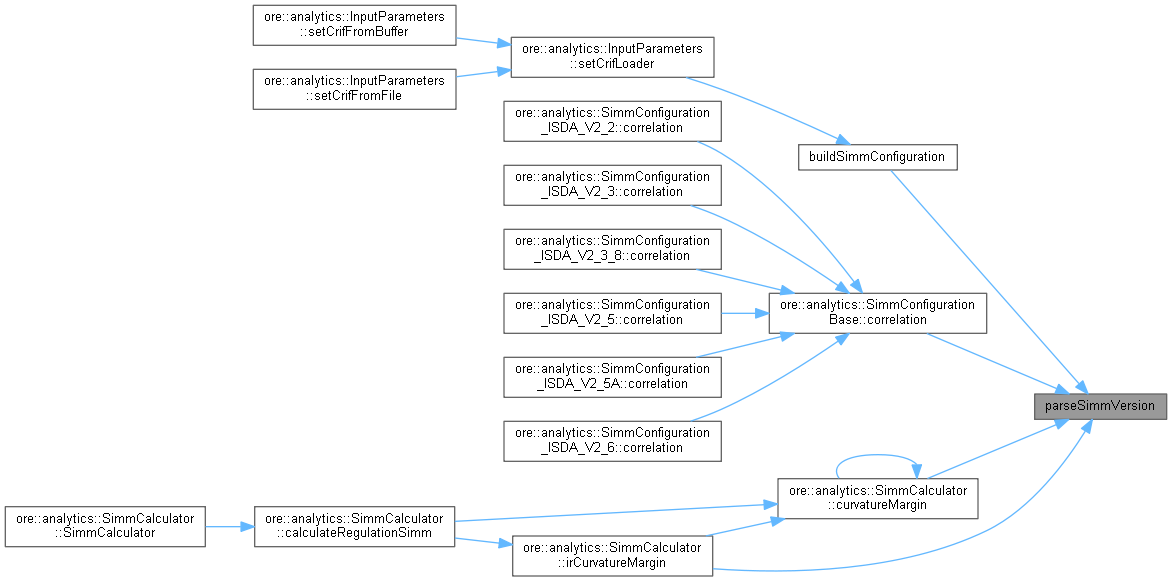 ore::analytics::InputParameters
::setCrifFromBuffer
ore::analytics::InputParameters
::setCrifLoader
ore::analytics::InputParameters
::setCrifFromFile
ore::analytics::SimmConfiguration
_ISDA_V2_2::correlation
buildSimmConfiguration
ore::analytics::SimmConfiguration
_ISDA_V2_3::correlation
ore::analytics::SimmConfiguration
_ISDA_V2_3_8::correlation
ore::analytics::SimmConfiguration
_ISDA_V2_5::correlation
ore::analytics::SimmConfiguration
Base::correlation
ore::analytics::SimmConfiguration
_ISDA_V2_5A::correlation
parseSimmVersion
ore::analytics::SimmConfiguration
_ISDA_V2_6::correlation
ore::analytics::SimmCalculator
::curvatureMargin
ore::analytics::SimmCalculator
::SimmCalculator
ore::analytics::SimmCalculator
::calculateRegulationSimm
ore::analytics::SimmCalculator
::irCurvatureMargin